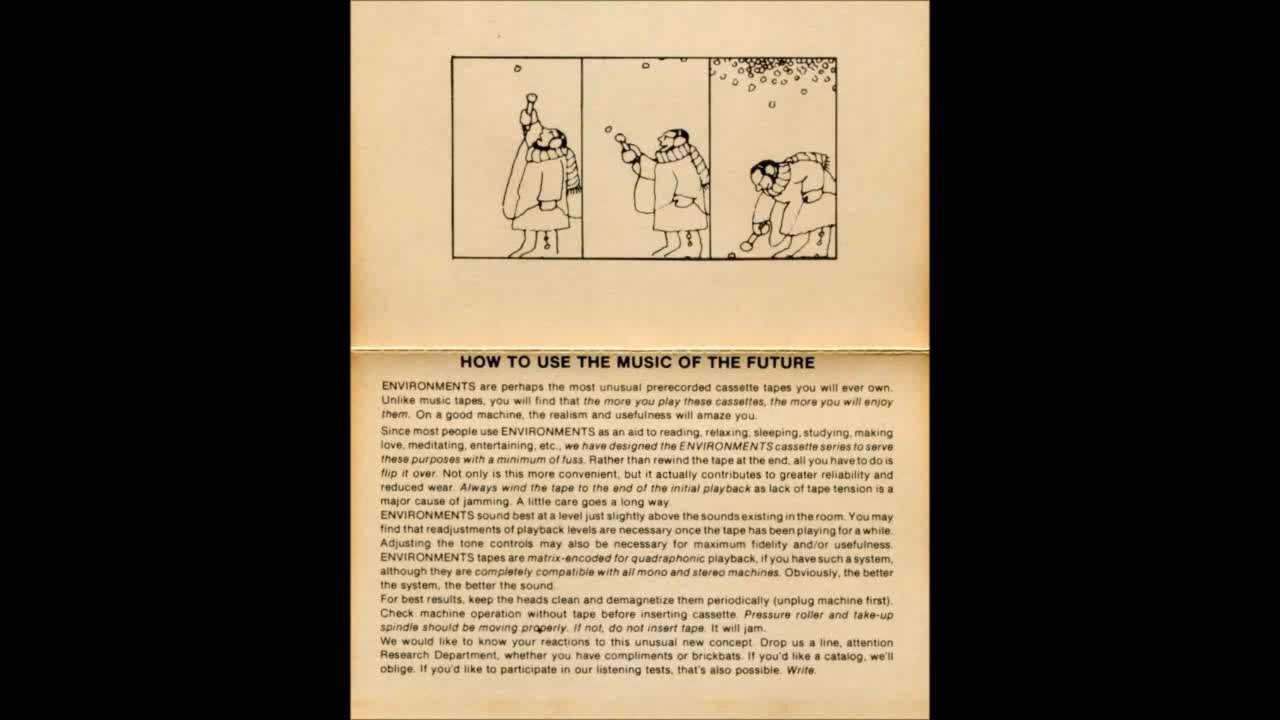 HOW TO USE THE MUSIC OF THE FUTURE
ENVIRONMENTS are perhaps the most unusual prerecorded cassette tapes you will ever own.
Unlike music tapes, you will find that the more you play these cassettes, the more you will enjoy
them. On a good machine, the realism and usefulness will amaze you.
Since most people use ENVIRONMENTS as an aid to reading, relaxing, sleeping, studying, making
love, meditating, entertaining, etc., we have designed the ENVIRONMENTS cassette series to serve
these purposes with a minimum of fuss. Rather than rewind the tape at the end, all you have to do is
flip it over. Not only is this more convenient, but it actually contributes to greater reliability and
reduced wear. Always wind the tape to the end of the initial playback as lack of tape tension is a
major cause of jamming. A little care goes a long way.
ENVIRONMENTS sound best at a level just slightly above the sounds existing in the room. You may
find that readjustments of playback levels are necessary once the tape has been playing for a while.
Adjusting the tone controls may also be necessary for maximum fidelity and/or usefulness.
ENVIRONMENTS tapes are matrix-encoded for quadraphonic playback, if you have such a system,
although they are completely compatible with all mono and stereo machines. Obviously, the better
the system, the better the sound.
For best results, keep the heads clean and demagnetize them periodically (unplug machine first).
Check machine operation without tape before inserting cassette. Pressure roller and take-up
spindle should be moving properly. If not, do not insert tape. It will jam.
We would like to know your reactions to this unusual new concept. Drop us a line, attention
Research Department, whether you have compliments or brickbats. If you'd like a catalog, we'll
oblige. If you'd like to participate in our listening tests, that's also possible. Write.